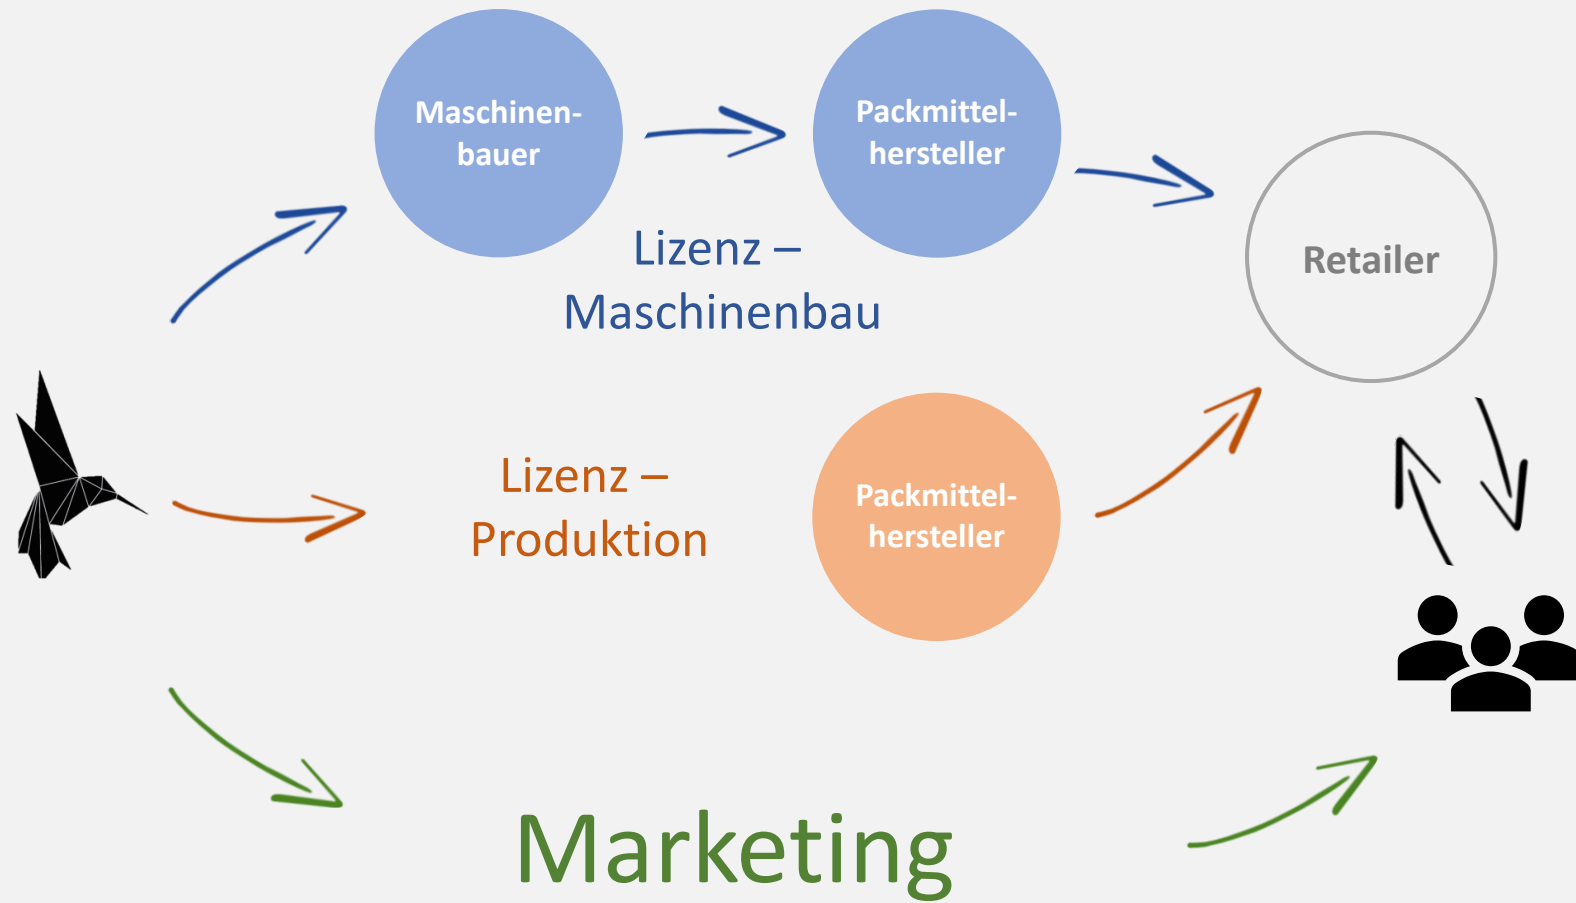 Maschinen-
bauer
Packmittel-
hersteller
Lizenz –
Maschinenbau
Retailer
Lizenz –
Produktion
Packmittel-
hersteller
Marketing